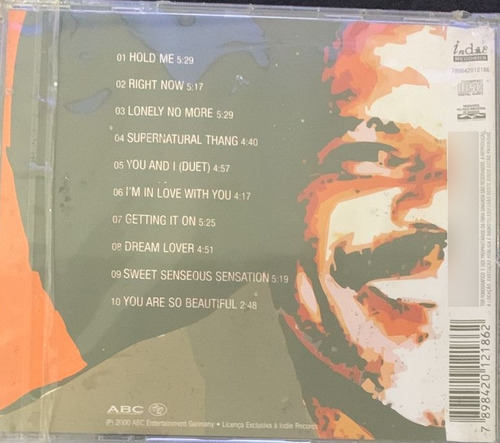 01 HOLD ME 5:29
02 RIGHT NOW 5:17
03 LONELY NO MORE 5:29
04 SUPERNATURAL THANG 4:40
05 YOU AND I (DUET) 4:57
06 I'M IN LOVE WITH YOU 4:17
07 GETTING IT ON 5:25
08 DREAM LOVER 4:51
09 SWEET SENSEOUS SENSATION 5:19
10 YOU ARE SO BEAUTIFUL 2:48
ABC
(P) 2000 ABC Entertainment Germany • Licença Exclusiva à Indie Records
indie
RECORDS
7898420121862
7 898420 121862